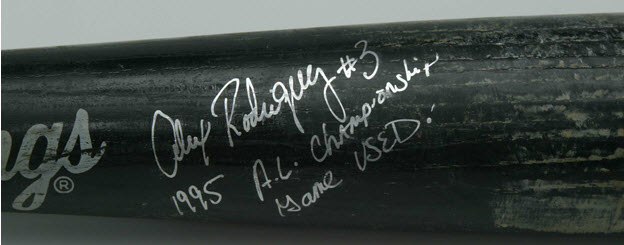 ngs®
Alex Rodriguez #3
1995 A.L. Championship
Game USED!